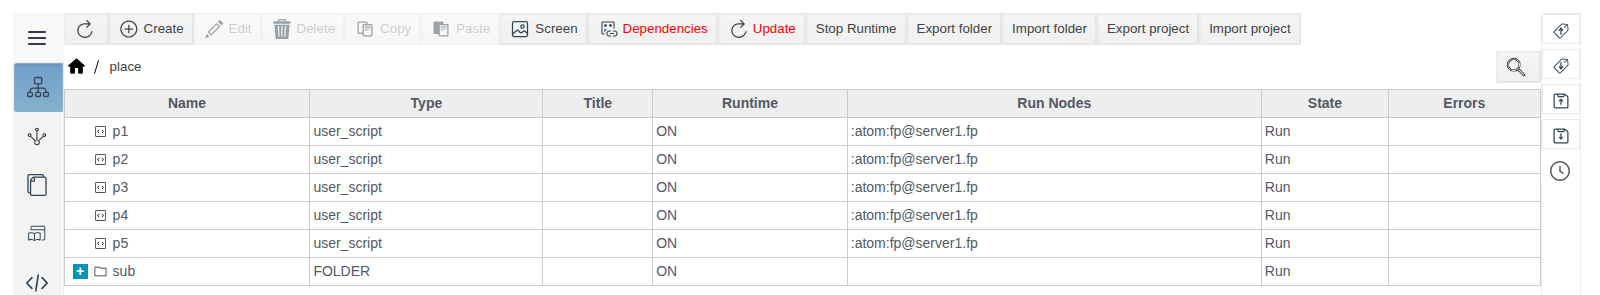 Create Edit Delete Copy Paste Screen Dependencies Update Stop Runtime Export folder Import folder Export project Import project
/ place
Name Type Title Runtime Run Nodes State Errors
p1 user_script ON :atom:fp@server1.fp Run
p2 user_script ON :atom:fp@server1.fp Run
p3 user_script ON :atom:fp@server1.fp Run
p4 user_script ON :atom:fp@server1.fp Run
p5 user_script ON :atom:fp@server1.fp Run
sub FOLDER ON Run